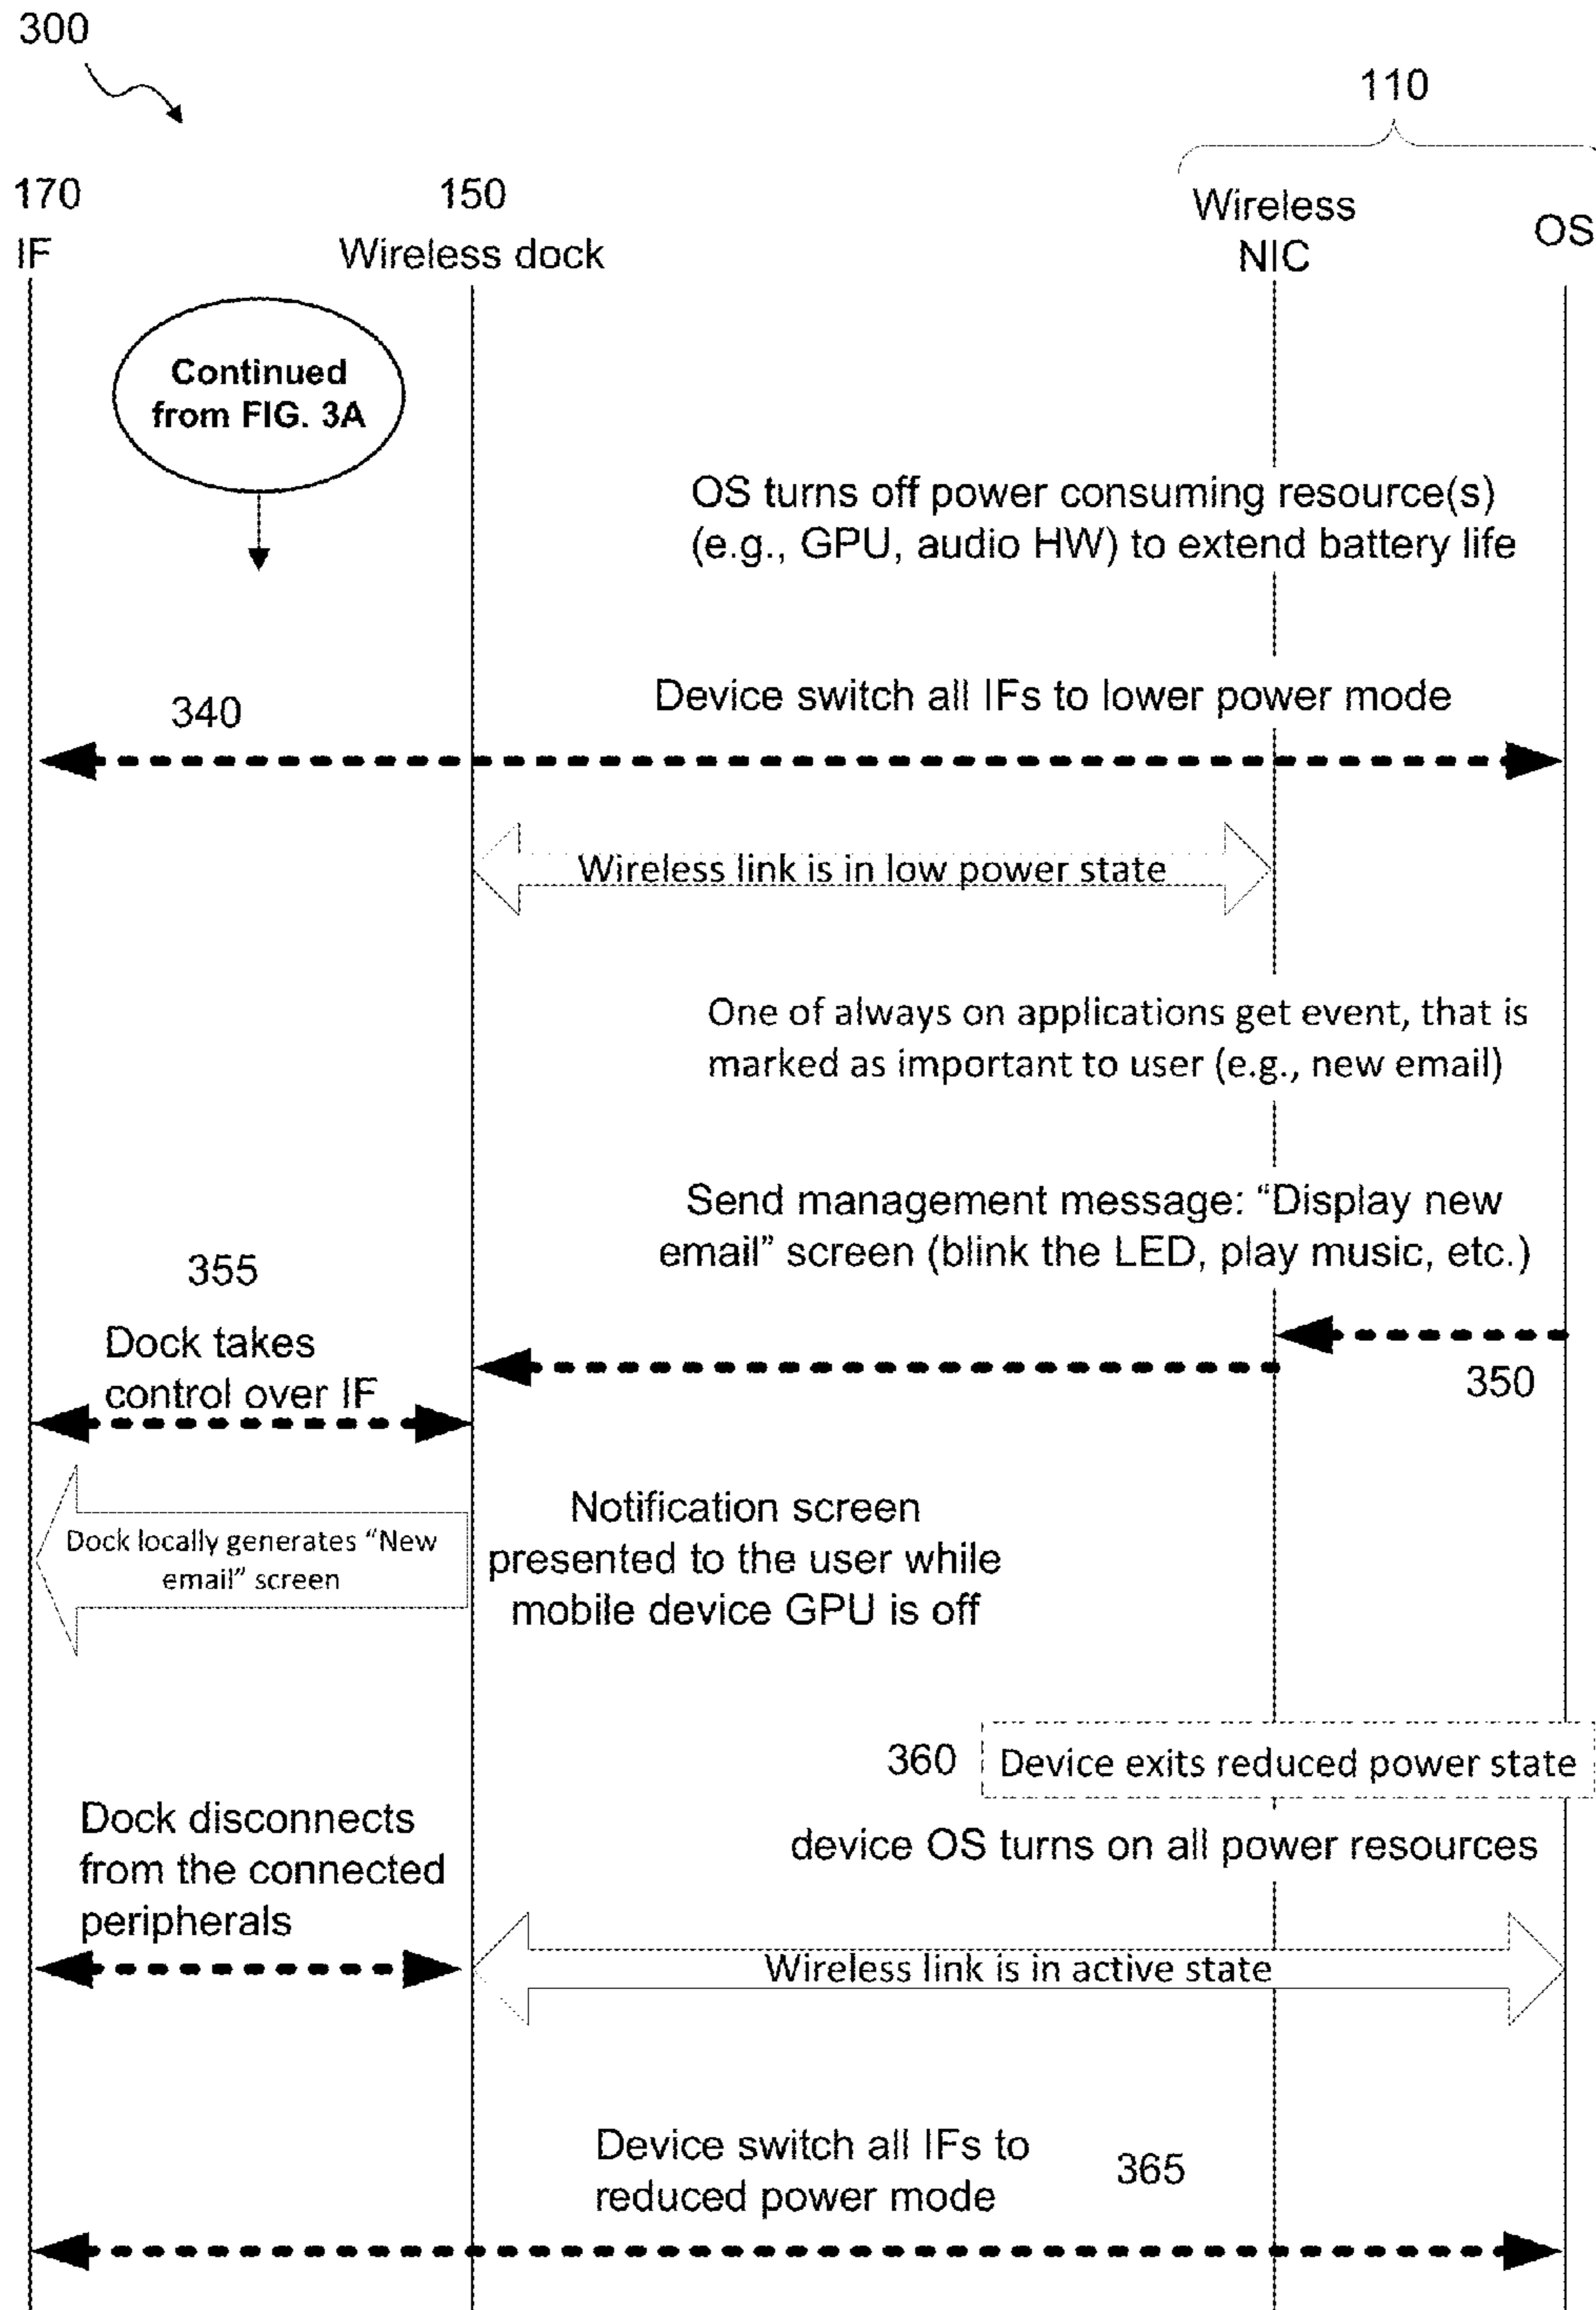 300
110
170
150
Wireless
NIC
OS
IF
Wireless dock
Continued
from FIG. 3A
OS turns off power consuming resource(s)
(e.g., GPU, audio HW) to extend battery life
340
Device switch all IFs to lower power mode
Wireless link is in low power state
One of always on applications get event, that is
marked as important to user (e.g., new email)
Send management message: “Display new
email” screen (blink the LED, play music, etc.)
355
Dock takes
control over IF
350
Dock locally generates “New
email” screen
Notification screen
presented to the user while
mobile device GPU is off
360
Device exits reduced power state
Dock disconnects
from the connected
peripherals
device OS turns on all power resources
Wireless link is in active state
Device switch all IFs to
reduced power mode
365